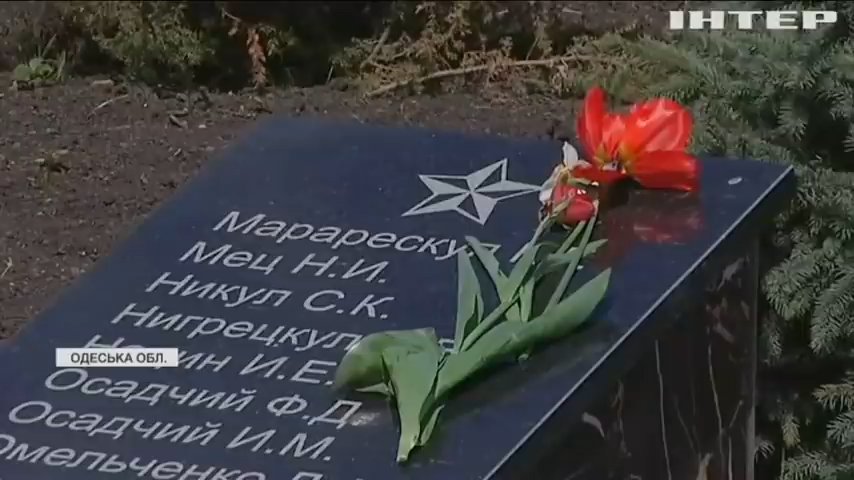 ІНТЕР
Марарескул
Мец Н.И.
Никул С.К.
Нигрецкул
И.Е.
ОДЕСЬКА ОБЛ.
Осадчий Ф.Д
Осадчий И.М.